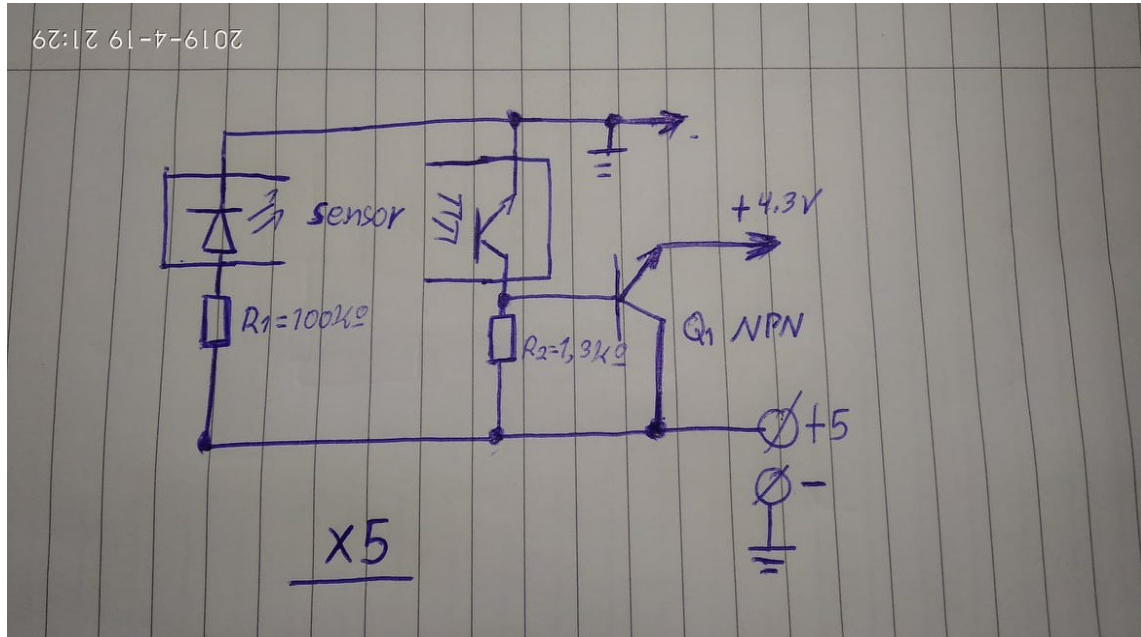 2019-4-19 21:29
sensor
+4.3V
R1=100kΩ
R2=1,3kΩ
Q1 NPN
+5
-
x5